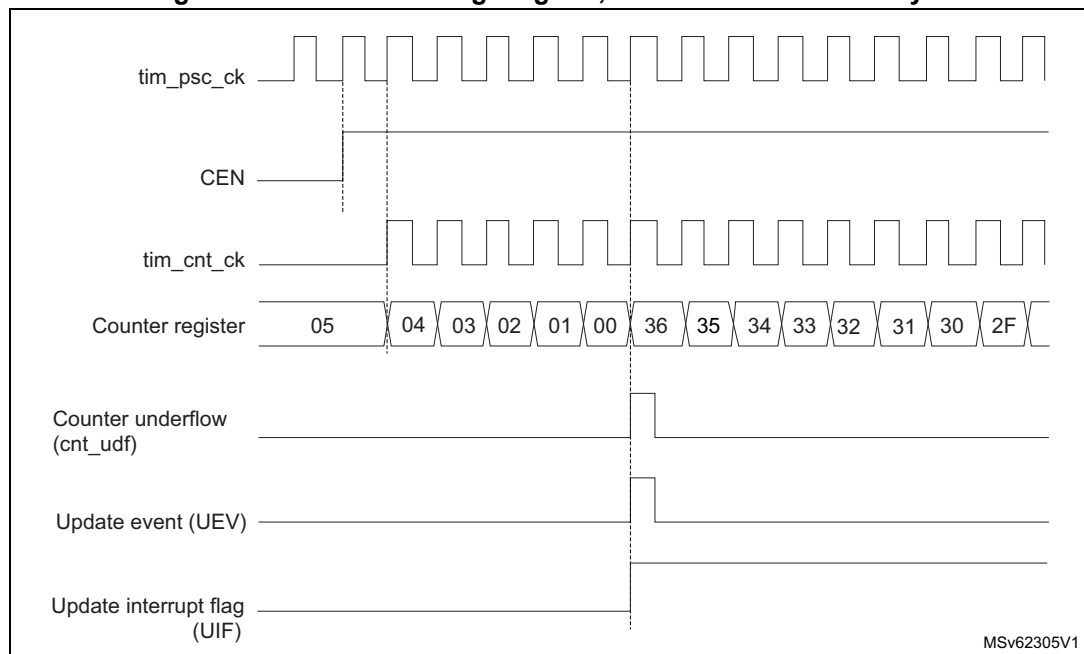 tim_psc_ck
CEN
tim_cnt_ck
Counter register 05 04 03 02 01 00 36 35 34 33 32 31 30 2F
Counter underflow
(cnt_udf)
Update event (UEV)
Update interrupt flag
(UIF)
MSv62305V1